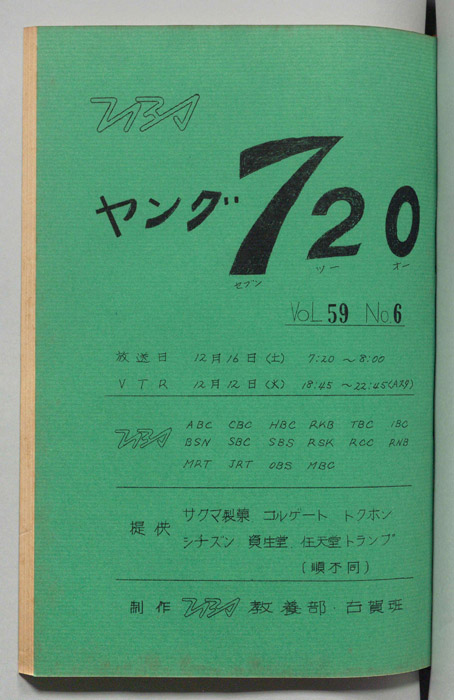 TBS
ヤング720
セブン ツー オー
VOL 59 No.6
放送日 12月16日(土) 7:20～8:00
VTR 12月12日(火) 18:45～22:45(Aスタ)
TBS ABC CBC HBC RKB TBC IBC
BSN SBC SBS RSK RCC RNB
MRT JRT OBS MBC
提供 サクマ製菓 コルゲート トクホン
シナズン 資生堂 任天堂トランプ
(順不同)
制作 TBS 教養部・古賀班